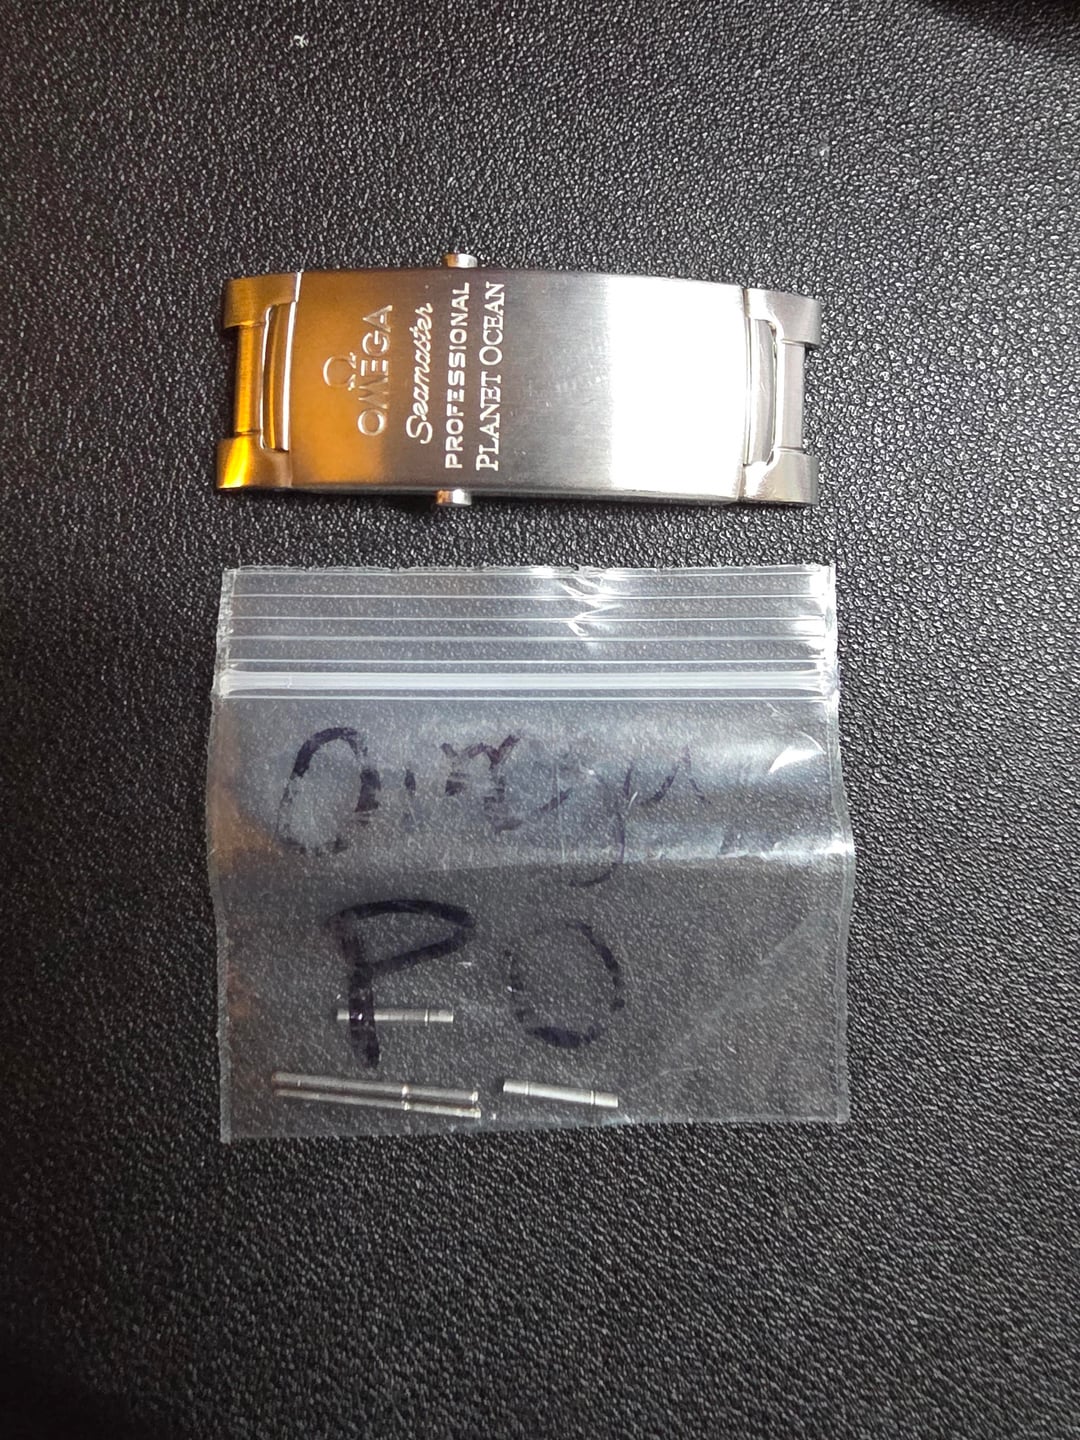 Ω
OMEGA
Seamaster
PROFESSIONAL
PLANET OCEAN
Omega
PO